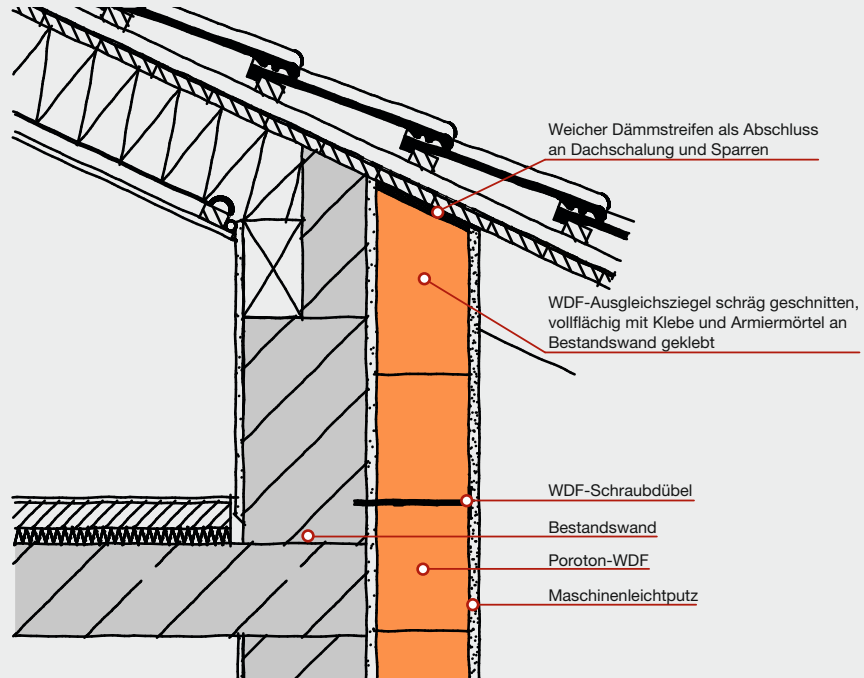 Weicher Dämmstreifen als Abschluss
an Dachschalung und Sparren
WDF-Ausgleichsziegel schräg geschnitten,
vollflächig mit Klebe und Armiermörtel an
Bestandswand geklebt
WDF-Schraubdübel
Bestandswand
Poroton-WDF
Maschinenleichtputz